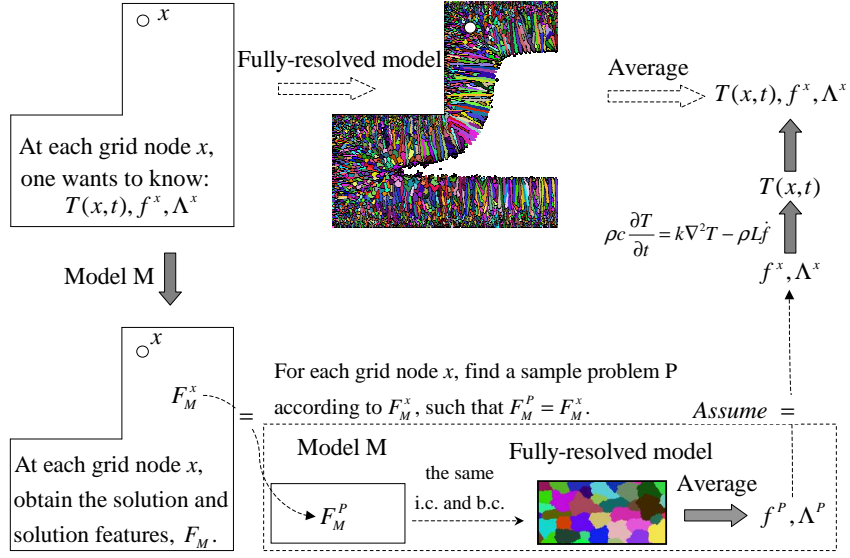 x
Fully-resolved model
Average
T(x,t), f^x, Λ^x
At each grid node x,
one wants to know:
T(x,t), f^x, Λ^x
T(x,t)
ρc ∂T/∂t = k∇²T − ρLḟ
f^x, Λ^x
Model M
x
F_M^x
=
For each grid node x, find a sample problem P
according to F_M^x, such that F_M^P = F_M^x.
Assume =
At each grid node x,
obtain the solution and
solution features, F_M.
Model M
F_M^P
the same
i.c. and b.c.
Fully-resolved model
Average
f^P, Λ^P